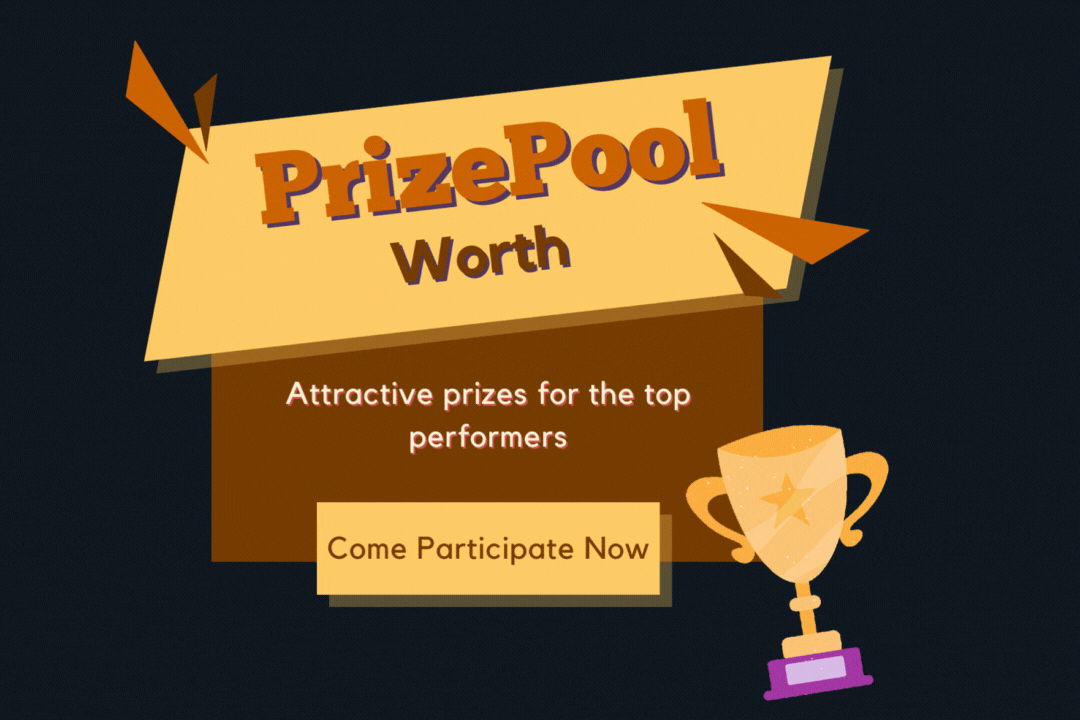 PrizePool
Worth
Attractive prizes for the top
performers
Come Participate Now